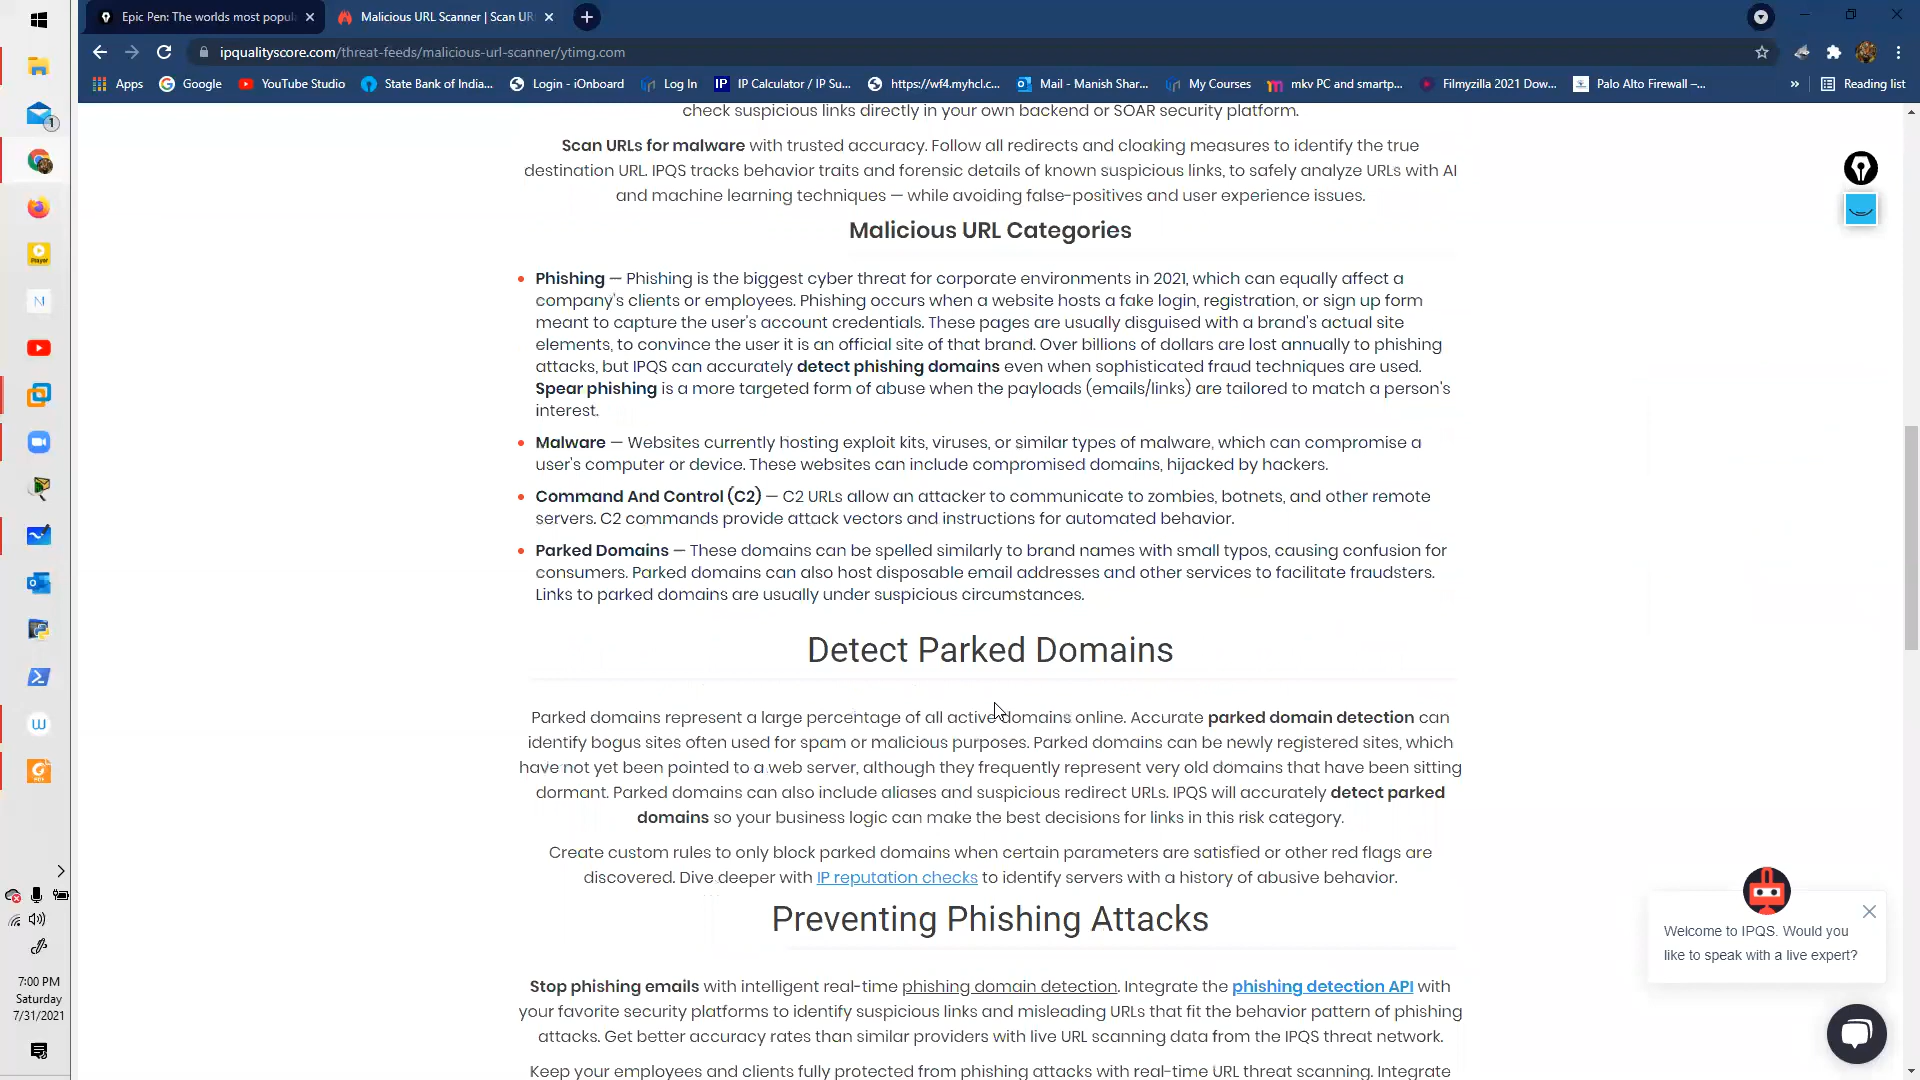 Epic Pen: The worlds most popul
Malicious URL Scanner | Scan UR
ipqualityscore.com/threat-feeds/malicious-url-scanner/ytimg.com
Apps
Google
YouTube Studio
State Bank of India...
Login - iOnboard
Log In
IP
IP Calculator / IP Su...
https://wf4.myhcl.c...
Mail - Manish Shar...
My Courses
mkv PC and smartp...
Filmyzilla 2021 Dow...
Palo Alto Firewall –...
»
Reading list
check suspicious links directly in your own backend or SOAR security platform.
Scan URLs for malware with trusted accuracy. Follow all redirects and cloaking measures to identify the true
destination URL. IPQS tracks behavior traits and forensic details of known suspicious links, to safely analyze URLs with AI
and machine learning techniques — while avoiding false-positives and user experience issues.
Malicious URL Categories
Phishing — Phishing is the biggest cyber threat for corporate environments in 2021, which can equally affect a
company's clients or employees. Phishing occurs when a website hosts a fake login, registration, or sign up form
meant to capture the user's account credentials. These pages are usually disguised with a brand's actual site
elements, to convince the user it is an official site of that brand. Over billions of dollars are lost annually to phishing
attacks, but IPQS can accurately detect phishing domains even when sophisticated fraud techniques are used.
Spear phishing is a more targeted form of abuse when the payloads (emails/links) are tailored to match a person's
interest.
Malware — Websites currently hosting exploit kits, viruses, or similar types of malware, which can compromise a
user's computer or device. These websites can include compromised domains, hijacked by hackers.
Command And Control (C2) — C2 URLs allow an attacker to communicate to zombies, botnets, and other remote
servers. C2 commands provide attack vectors and instructions for automated behavior.
Parked Domains — These domains can be spelled similarly to brand names with small typos, causing confusion for
consumers. Parked domains can also host disposable email addresses and other services to facilitate fraudsters.
Links to parked domains are usually under suspicious circumstances.
Detect Parked Domains
Parked domains represent a large percentage of all active domains online. Accurate parked domain detection can
identify bogus sites often used for spam or malicious purposes. Parked domains can be newly registered sites, which
have not yet been pointed to a web server, although they frequently represent very old domains that have been sitting
dormant. Parked domains can also include aliases and suspicious redirect URLs. IPQS will accurately detect parked
domains so your business logic can make the best decisions for links in this risk category.
Create custom rules to only block parked domains when certain parameters are satisfied or other red flags are
discovered. Dive deeper with IP reputation checks to identify servers with a history of abusive behavior.
Preventing Phishing Attacks
Stop phishing emails with intelligent real-time phishing domain detection. Integrate the phishing detection API with
your favorite security platforms to identify suspicious links and misleading URLs that fit the behavior pattern of phishing
attacks. Get better accuracy rates than similar providers with live URL scanning data from the IPQS threat network.
Keep your employees and clients fully protected from phishing attacks with real-time URL threat scanning. Integrate
Welcome to IPQS. Would you
like to speak with a live expert?
1
Player
N
W
7:00 PM
Saturday
7/31/2021